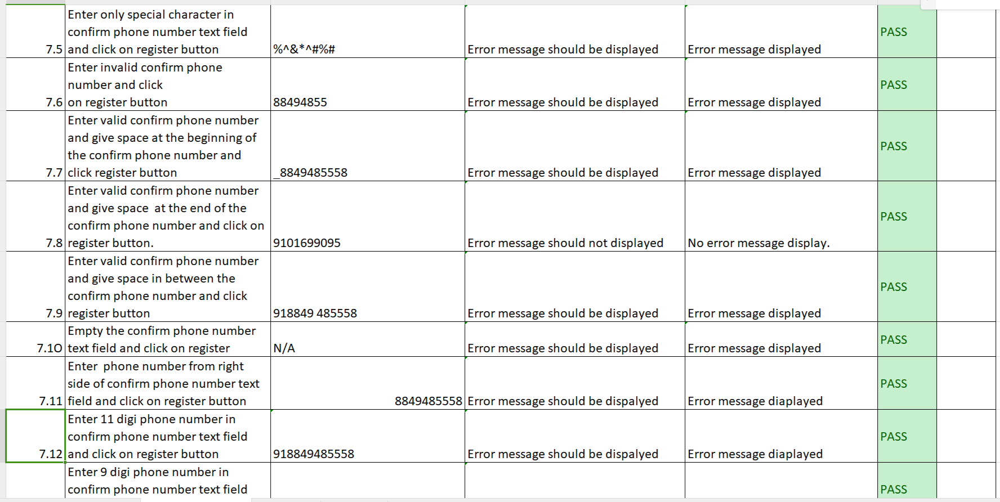 Enter only special character in
confirm phone number text field
7.5 and click on register button %^&*^#%# Error message should be displayed Error message displayed PASS
Enter invalid confirm phone
number and click
7.6 on register button 88494855 Error message should be displayed Error message displayed PASS
Enter valid confirm phone number
and give space at the beginning of
the confirm phone number and
7.7 click register button _8849485558 Error message should be displayed Error message displayed PASS
Enter valid confirm phone number
and give space  at the end of the
confirm phone number and click on
7.8 register button. 9101699095 Error message should not displayed No error message display. PASS
Enter valid confirm phone number
and give space in between the
confirm phone number and click
7.9 register button 918849 485558 Error message should be displayed Error message displayed PASS
Empty the confirm phone number
7.1O text field and click on register N/A Error message should be displayed Error message displayed PASS
Enter  phone number from right
side of confirm phone number text
7.11 field and click on register button 8849485558 Error message should be dispalyed Error message diaplayed PASS
Enter 11 digi phone number in
confirm phone number text field
7.12 and click on register button 918849485558 Error message should be dispalyed Error message diaplayed PASS
Enter 9 digi phone number in
confirm phone number text field PASS